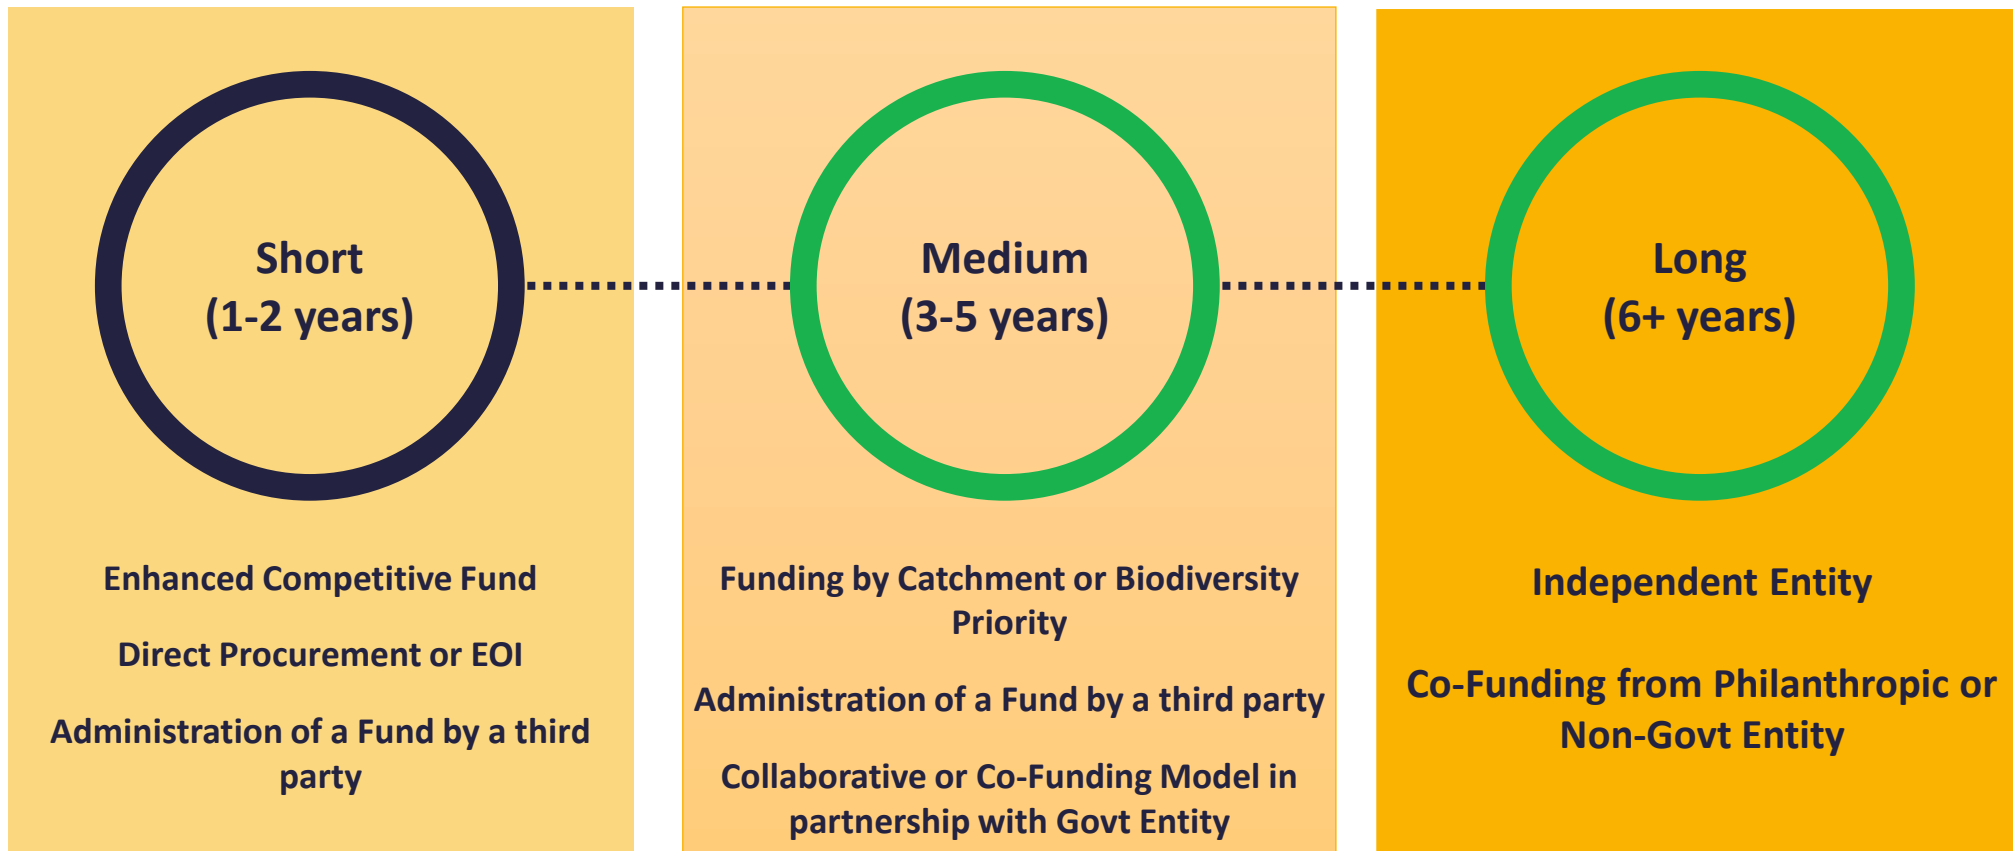 Short
(1-2 years)
Enhanced Competitive Fund
Direct Procurement or EOI
Administration of a Fund by a third
party
Medium
(3-5 years)
Funding by Catchment or Biodiversity
Priority
Administration of a Fund by a third party
Collaborative or Co-Funding Model in
partnership with Govt Entity
Long
(6+ years)
Independent Entity
Co-Funding from Philanthropic or
Non-Govt Entity